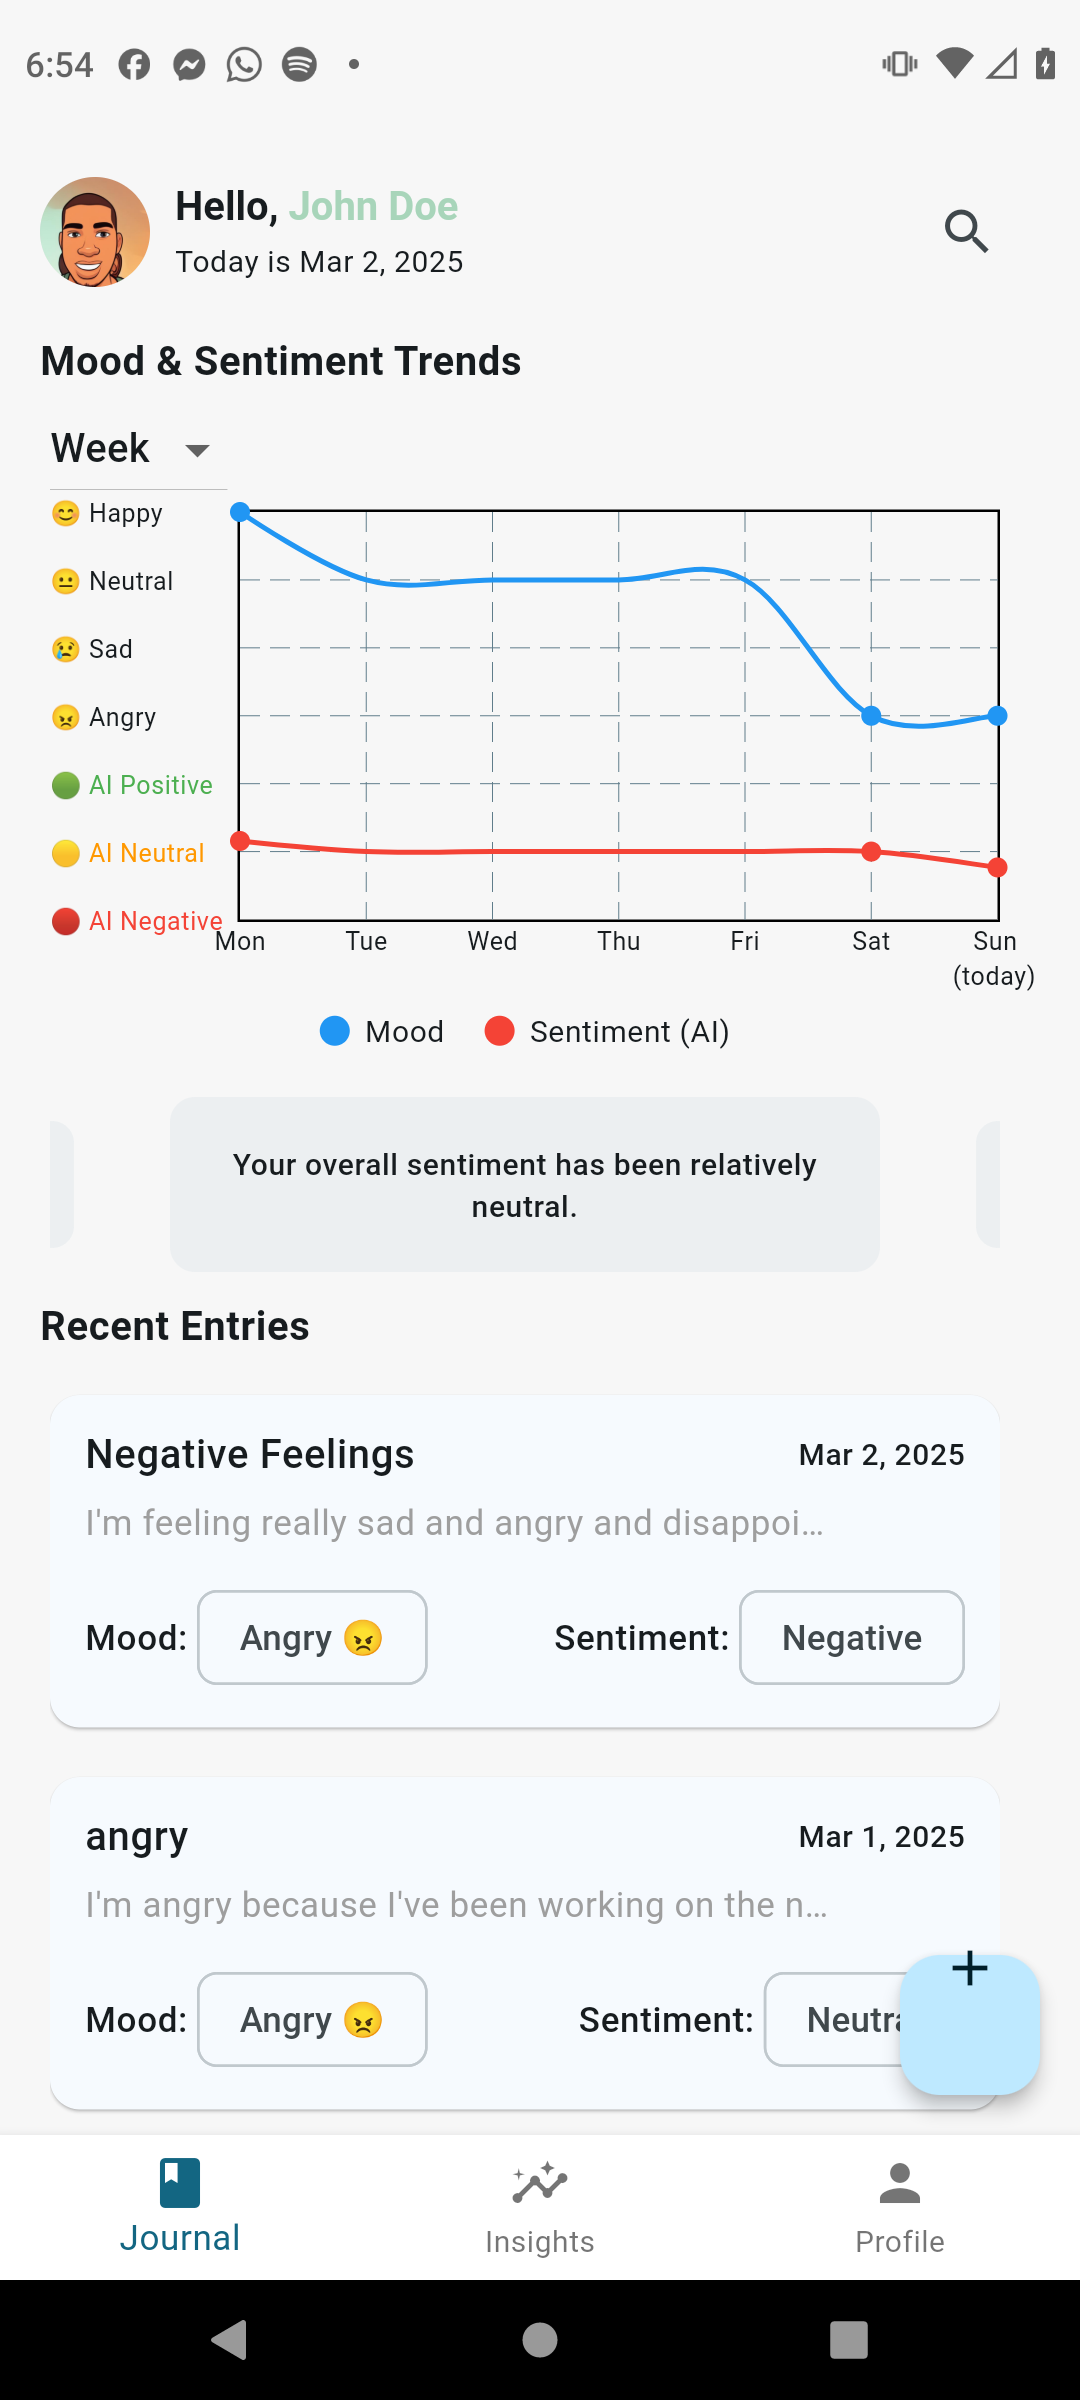 6:54
Hello, John Doe
Today is Mar 2, 2025
Mood & Sentiment Trends
Week
😊 Happy
😐 Neutral
😢 Sad
😠 Angry
🟢 AI Positive
🟡 AI Neutral
🔴 AI Negative
Mon Tue Wed Thu Fri Sat Sun
(today)
Mood Sentiment (AI)
Your overall sentiment has been relatively
neutral.
Recent Entries
Negative Feelings Mar 2, 2025
I'm feeling really sad and angry and disappoi…
Mood: Angry 😠 Sentiment: Negative
angry Mar 1, 2025
I'm angry because I've been working on the n…
Mood: Angry 😠 Sentiment: Neutra
Journal Insights Profile